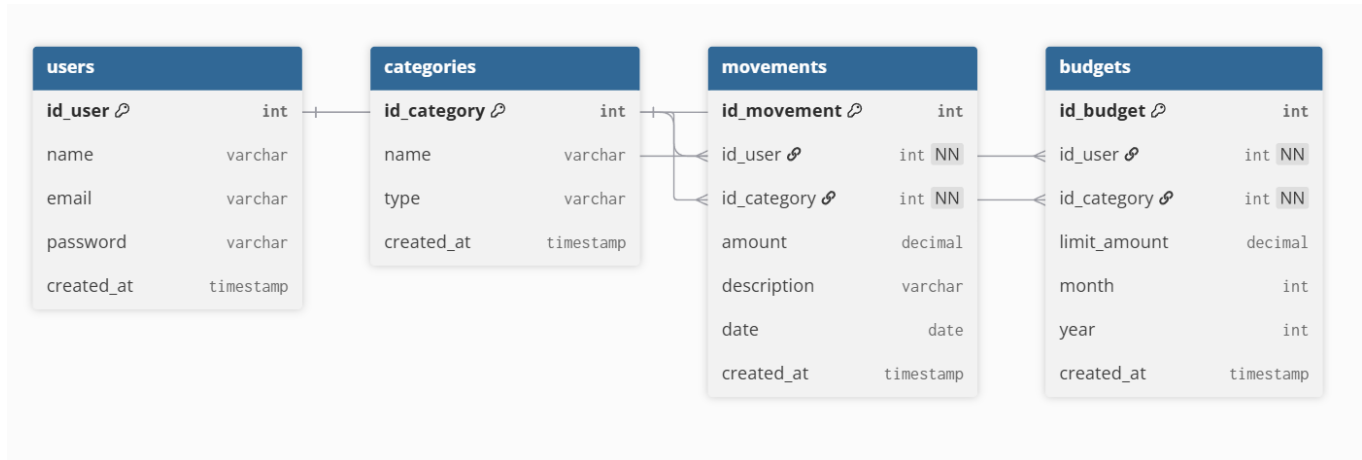 users
id_user int
name varchar
email varchar
password varchar
created_at timestamp
categories
id_category int
name varchar
type varchar
created_at timestamp
movements
id_movement int
id_user int NN
id_category int NN
amount decimal
description varchar
date date
created_at timestamp
budgets
id_budget int
id_user int NN
id_category int NN
limit_amount decimal
month int
year int
created_at timestamp